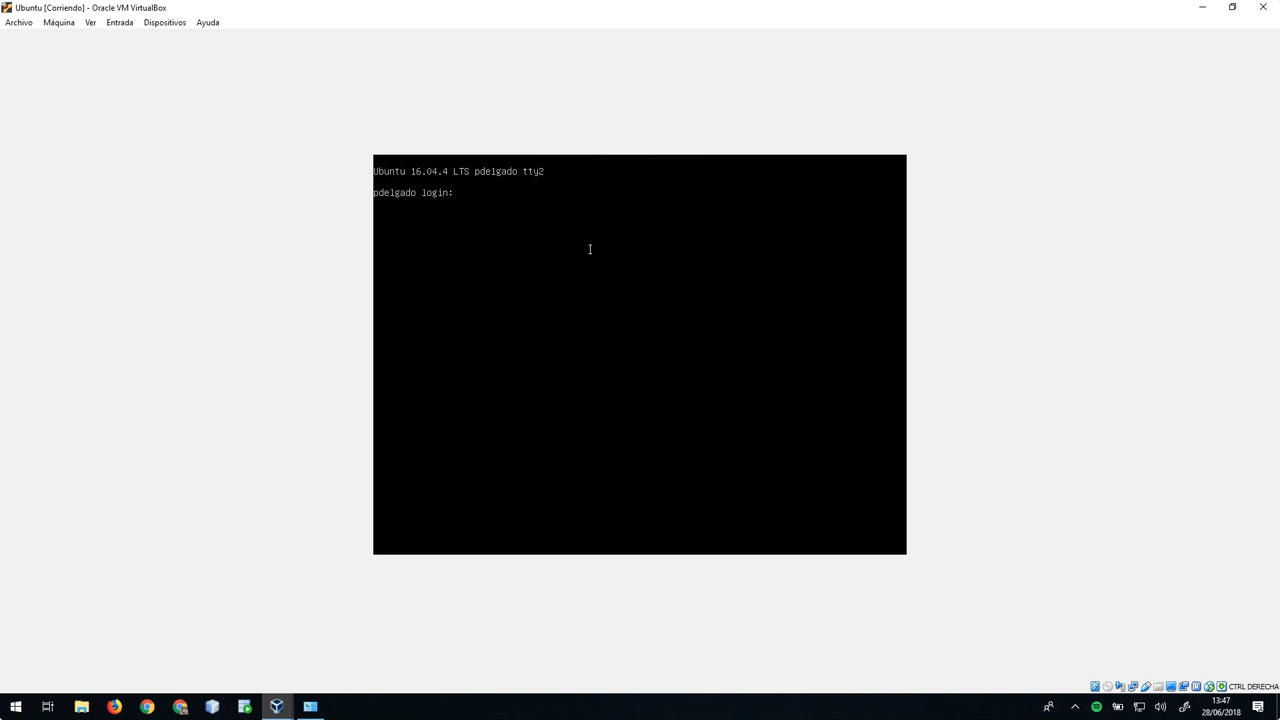 Ubuntu [Corriendo] - Oracle VM VirtualBox
Archivo Máquina Ver Entrada Dispositivos Ayuda
Ubuntu 16.04.4 LTS pdelgado tty2
pdelgado login:
CTRL DERECHA
13:47
28/06/2018